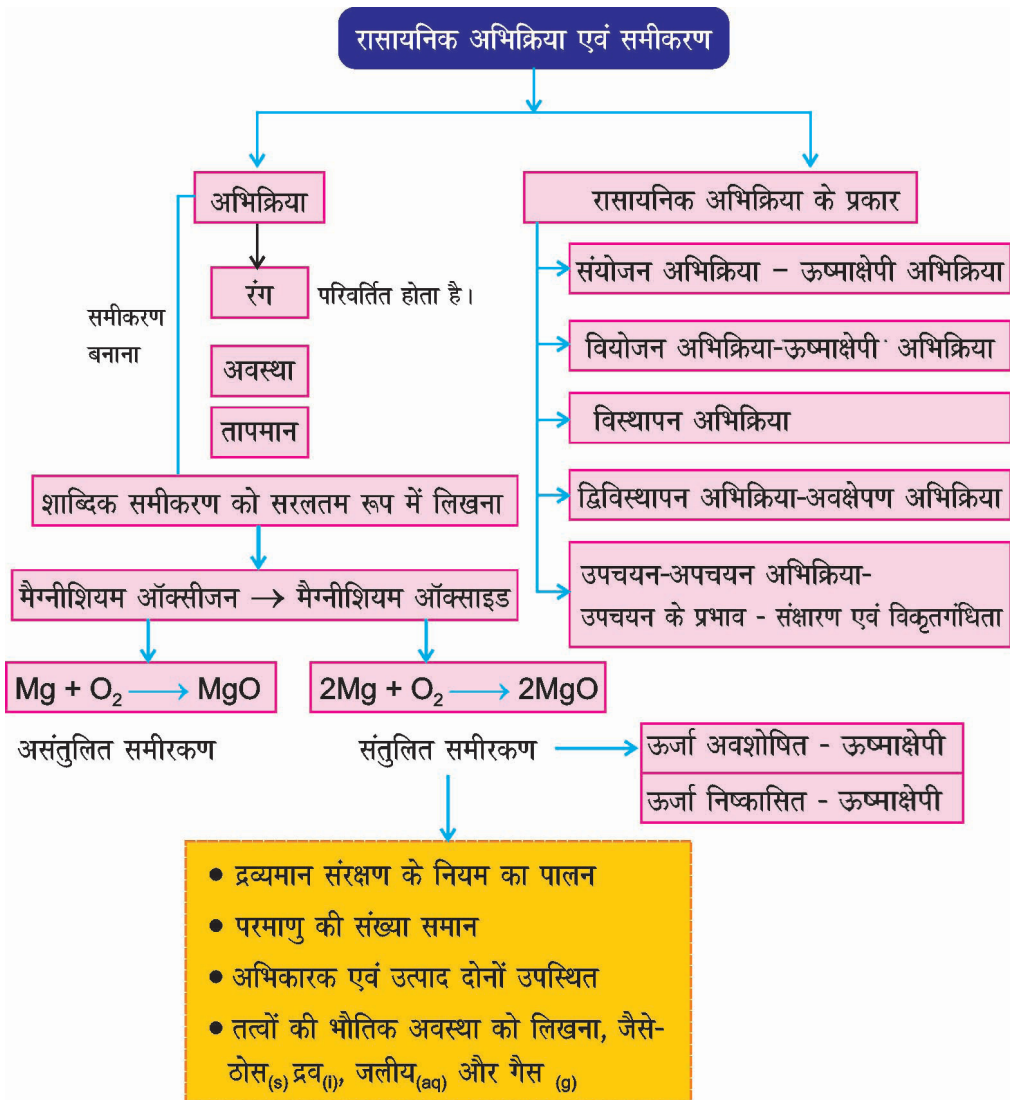 रासायनिक अभिक्रिया एवं समीकरण
अभिक्रिया
रंग
परिवर्तित होता है।
समीकरण
बनाना
अवस्था
तापमान
शाब्दिक समीकरण को सरलतम रूप में लिखना
मैग्नीशियम ऑक्सीजन → मैग्नीशियम ऑक्साइड
Mg + O₂ ⟶ MgO
2Mg + O₂ ⟶ 2MgO
असंतुलित समीरकण
संतुलित समीरकण
ऊर्जा अवशोषित - ऊष्माक्षेपी
ऊर्जा निष्कासित - ऊष्माक्षेपी
रासायनिक अभिक्रिया के प्रकार
संयोजन अभिक्रिया – ऊष्माक्षेपी अभिक्रिया
वियोजन अभिक्रिया-ऊष्माक्षेपी अभिक्रिया
विस्थापन अभिक्रिया
द्विविस्थापन अभिक्रिया-अवक्षेपण अभिक्रिया
उपचयन-अपचयन अभिक्रिया-
उपचयन के प्रभाव - संक्षारण एवं विकृतगंधिता
• द्रव्यमान संरक्षण के नियम का पालन
• परमाणु की संख्या समान
• अभिकारक एवं उत्पाद दोनों उपस्थित
• तत्वों की भौतिक अवस्था को लिखना, जैसे-
ठोस(s) द्रव(l), जलीय(aq) और गैस (g)